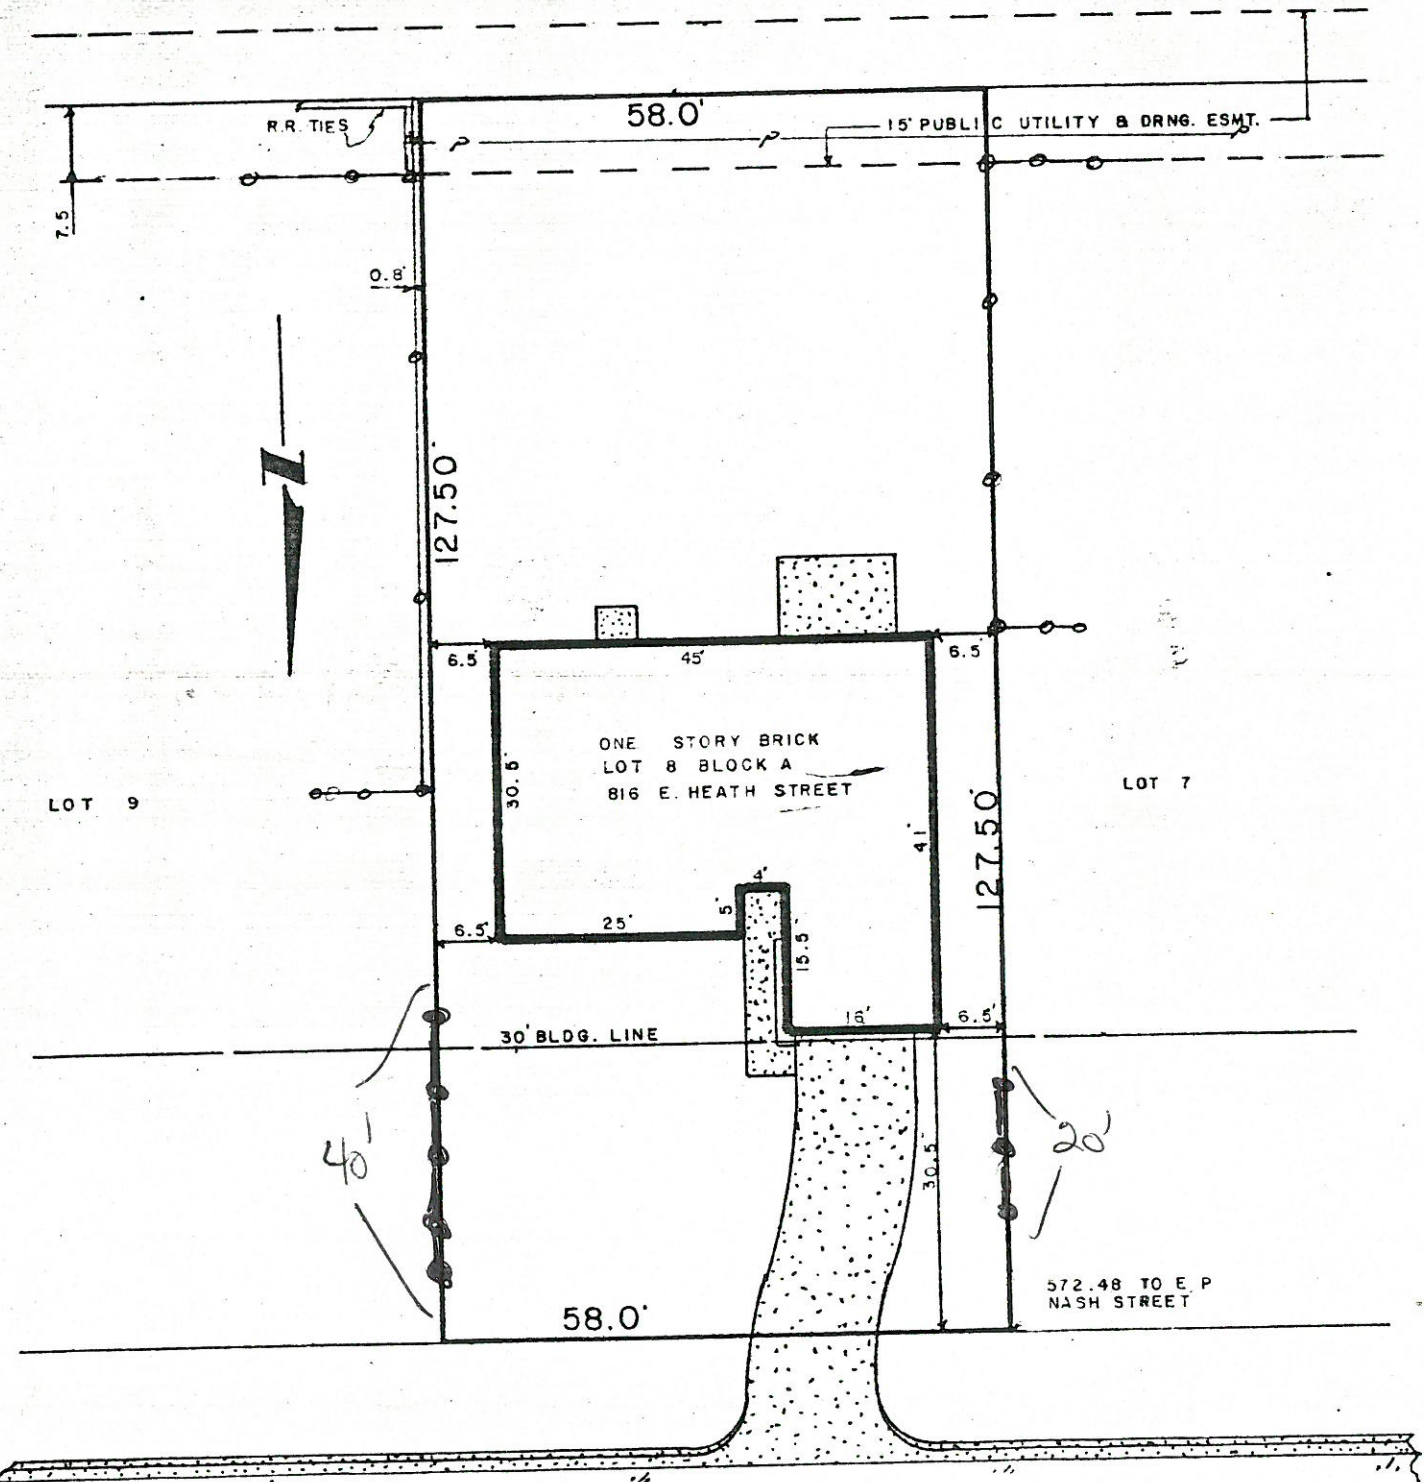 58.0'
R.R. TIES
15' PUBLIC UTILITY & DRNG. ESMT.
P P P
7.5
0.8'
Z
127.50'
6.5'
45'
6.5'
ONE STORY BRICK
LOT 8 BLOCK A
816 E. HEATH STREET
30.5'
41'
LOT 9
LOT 7
127.50'
4'
5'
25'
6.5'
15.5'
16'
6.5'
30' BLDG. LINE
40'
20'
30.5'
572.48 TO E.P
NASH STREET
58.0'